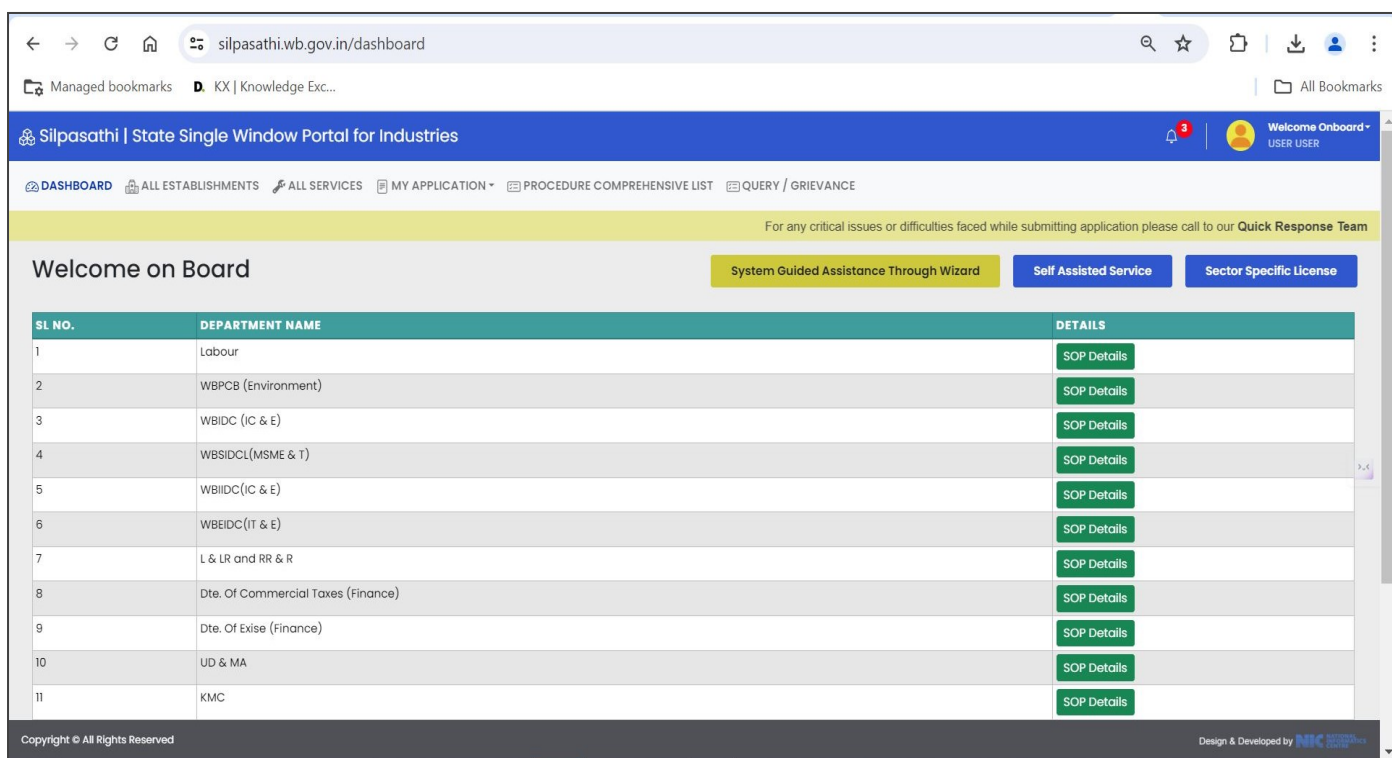 silpasathi.wb.gov.in/dashboard
Managed bookmarks D. KX | Knowledge Exc... All Bookmarks
Silpasathi | State Single Window Portal for Industries 3 Welcome Onboard
USER USER
DASHBOARD ALL ESTABLISHMENTS ALL SERVICES MY APPLICATION PROCEDURE COMPREHENSIVE LIST QUERY / GRIEVANCE
For any critical issues or difficulties faced while submitting application please call to our Quick Response Team
Welcome on Board System Guided Assistance Through Wizard Self Assisted Service Sector Specific License
SL NO. DEPARTMENT NAME DETAILS
1 Labour SOP Details
2 WBPCB (Environment) SOP Details
3 WBIDC (IC & E) SOP Details
4 WBSIDCL(MSME & T) SOP Details
5 WBIIDC(IC & E) SOP Details
6 WBEIDC(IT & E) SOP Details
7 L & LR and RR & R SOP Details
8 Dte. Of Commercial Taxes (Finance) SOP Details
9 Dte. Of Exise (Finance) SOP Details
10 UD & MA SOP Details
11 KMC SOP Details
Copyright © All Rights Reserved Design & Developed by NIC NATIONAL INFORMATICS CENTRE